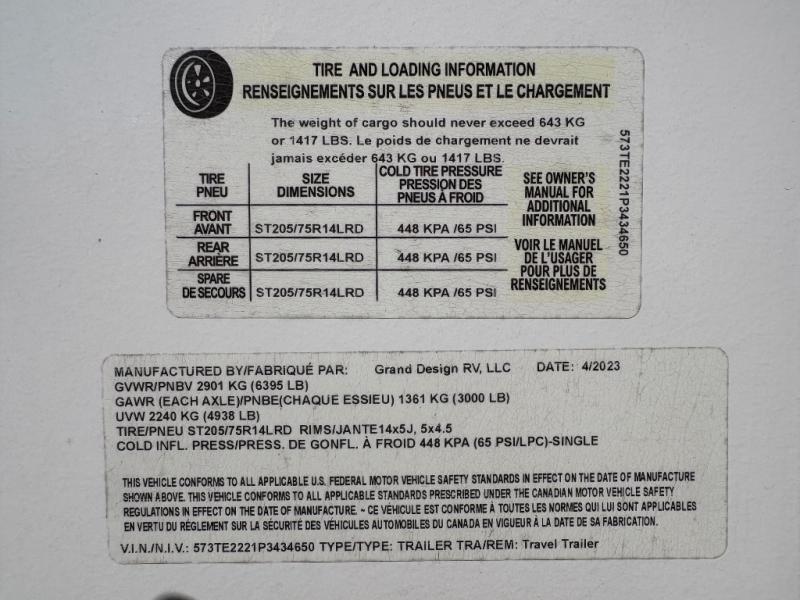 TIRE AND LOADING INFORMATION
RENSEIGNEMENTS SUR LES PNEUS ET LE CHARGEMENT
The weight of cargo should never exceed 643 KG
or 1417 LBS. Le poids de chargement ne devrait
jamais excéder 643 KG ou 1417 LBS.
TIRE
PNEU
SIZE
DIMENSIONS
COLD TIRE PRESSURE
PRESSION DES
PNEUS À FROID
FRONT
AVANT
ST205/75R14LRD
448 KPA /65 PSI
REAR
ARRIÈRE
ST205/75R14LRD
448 KPA /65 PSI
SPARE
DE SECOURS
ST205/75R14LRD
448 KPA /65 PSI
SEE OWNER'S
MANUAL FOR
ADDITIONAL
INFORMATION
VOIR LE MANUEL
DE L'USAGER
POUR PLUS DE
RENSEIGNEMENTS
573TE2221P3434650
MANUFACTURED BY/FABRIQUÉ PAR: Grand Design RV, LLC DATE: 4/2023
GVWR/PNBV 2901 KG (6395 LB)
GAWR (EACH AXLE)/PNBE(CHAQUE ESSIEU) 1361 KG (3000 LB)
UVW 2240 KG (4938 LB)
TIRE/PNEU ST205/75R14LRD RIMS/JANTE14x5J, 5x4.5
COLD INFL. PRESS/PRESS. DE GONFL. À FROID 448 KPA (65 PSI/LPC)-SINGLE
THIS VEHICLE CONFORMS TO ALL APPLICABLE U.S. FEDERAL MOTOR VEHICLE SAFETY STANDARDS IN EFFECT ON THE DATE OF MANUFACTURE
SHOWN ABOVE. THIS VEHICLE CONFORMS TO ALL APPLICABLE STANDARDS PRESCRIBED UNDER THE CANADIAN MOTOR VEHICLE SAFETY
REGULATIONS IN EFFECT ON THE DATE OF MANUFACTURE. ~ CE VÉHICULE EST CONFORME À TOUTES LES NORMES QUI LUI SONT APPLICABLES
EN VERTU DU RÈGLEMENT SUR LA SÉCURITÉ DES VÉHICULES AUTOMOBILES DU CANADA EN VIGUEUR À LA DATE DE SA FABRICATION.
V.I.N./N.I.V.: 573TE2221P3434650 TYPE/TYPE: TRAILER TRA/REM: Travel Trailer